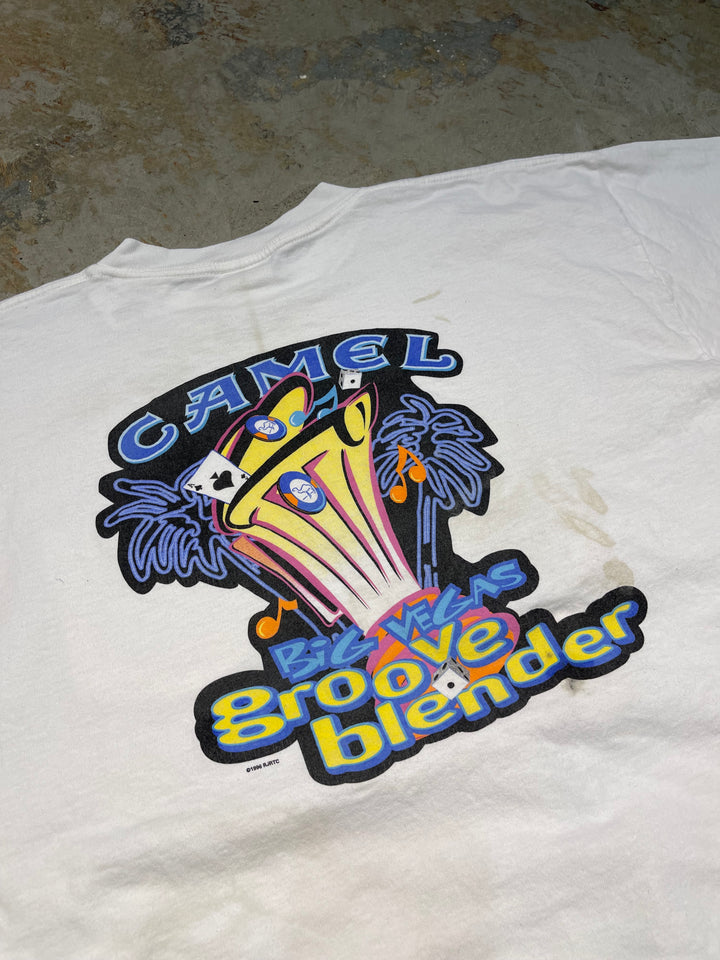 CAMEL
BiG VEGAS
groove
blender
©1996 RJRTC